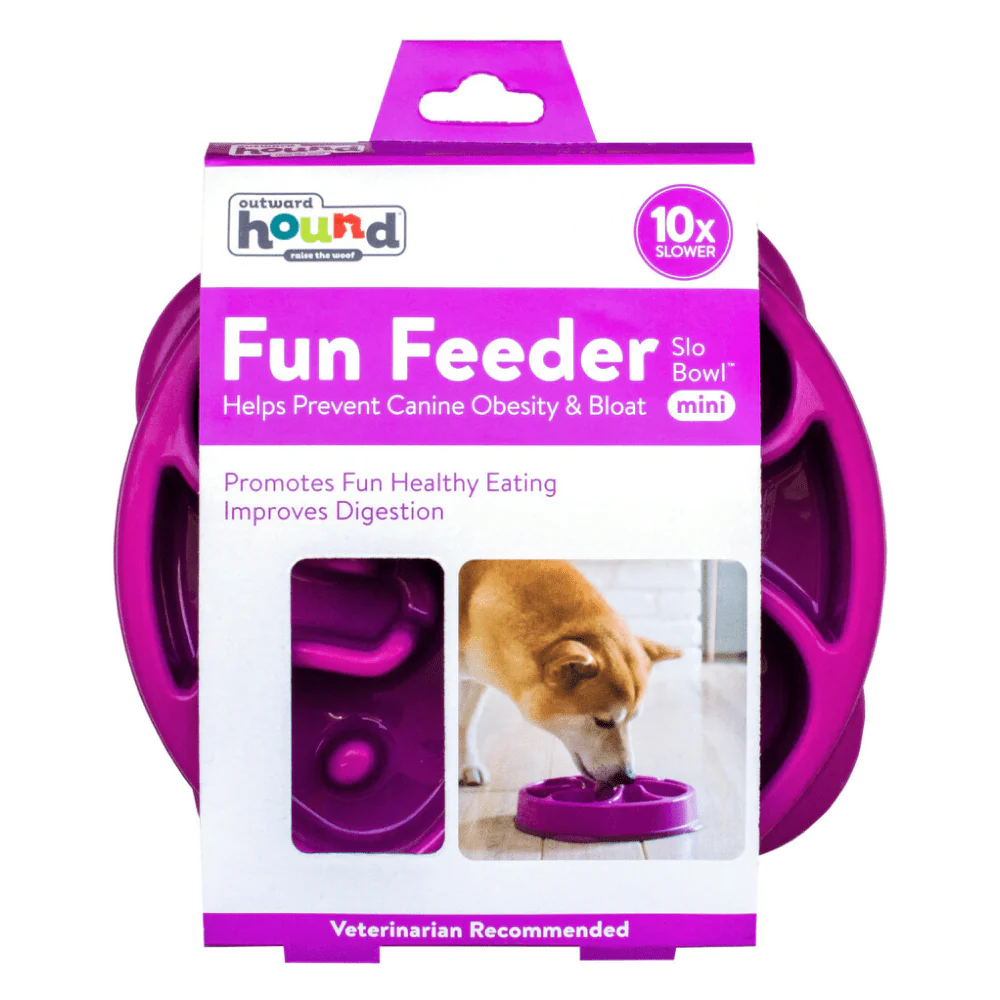 outward
hound
raise the woof
10x
SLOWER
Fun Feeder
Slo
Bowl™
Helps Prevent Canine Obesity & Bloat
mini
Promotes Fun Healthy Eating
Improves Digestion
Veterinarian Recommended